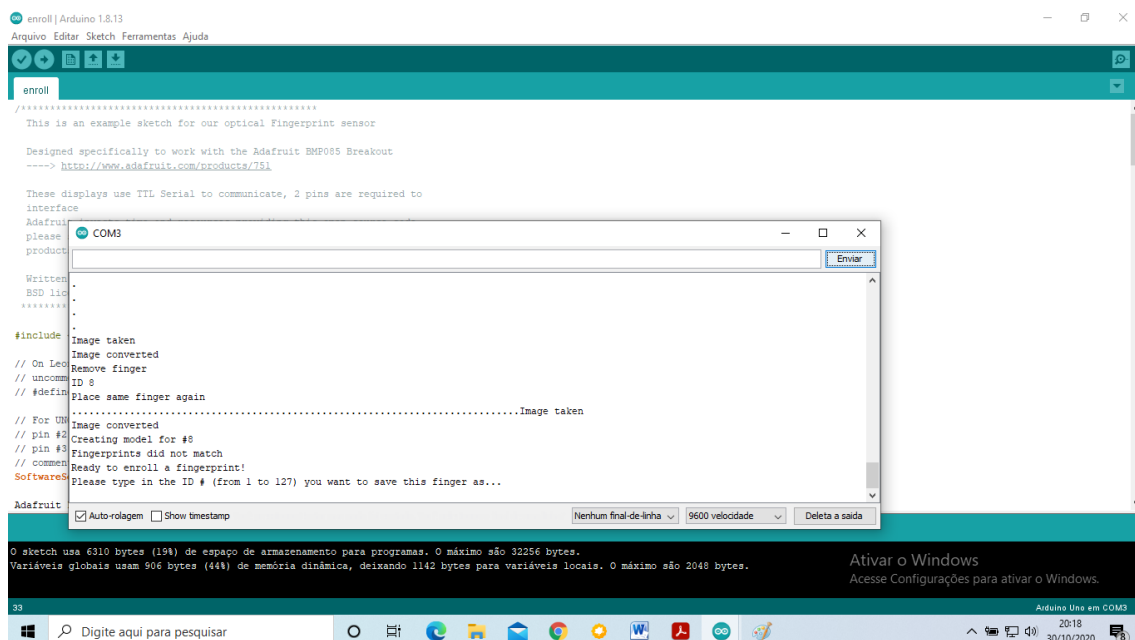 enroll | Arduino 1.8.13
Arquivo Editar Sketch Ferramentas Ajuda
enroll
/**************************************************
This is an example sketch for our optical Fingerprint sensor
Designed specifically to work with the Adafruit BMP085 Breakout
----> http://www.adafruit.com/products/751
These displays use TTL Serial to communicate, 2 pins are required to
interface
Adafrui
please
product
COM3
Enviar
Written
BSD lic
********
#include
// On Leo
// uncomm
// #defin
// For UN
// pin #2
// pin #3
// commen
SoftwareS
Adafruit
.
.
.
.
Image taken
Image converted
Remove finger
ID 8
Place same finger again
.............................................................................Image taken
Image converted
Creating model for #8
Fingerprints did not match
Ready to enroll a fingerprint!
Please type in the ID # (from 1 to 127) you want to save this finger as...
Auto-rolagem Show timestamp Nenhum final-de-linha 9600 velocidade Deleta a saida
O sketch usa 6310 bytes (19%) de espaço de armazenamento para programas. O máximo são 32256 bytes.
Variáveis globais usam 906 bytes (44%) de memória dinâmica, deixando 1142 bytes para variáveis locais. O máximo são 2048 bytes.
Ativar o Windows
Acesse Configurações para ativar o Windows.
33 Arduino Uno em COM3
Digite aqui para pesquisar
20:18
30/10/2020
8